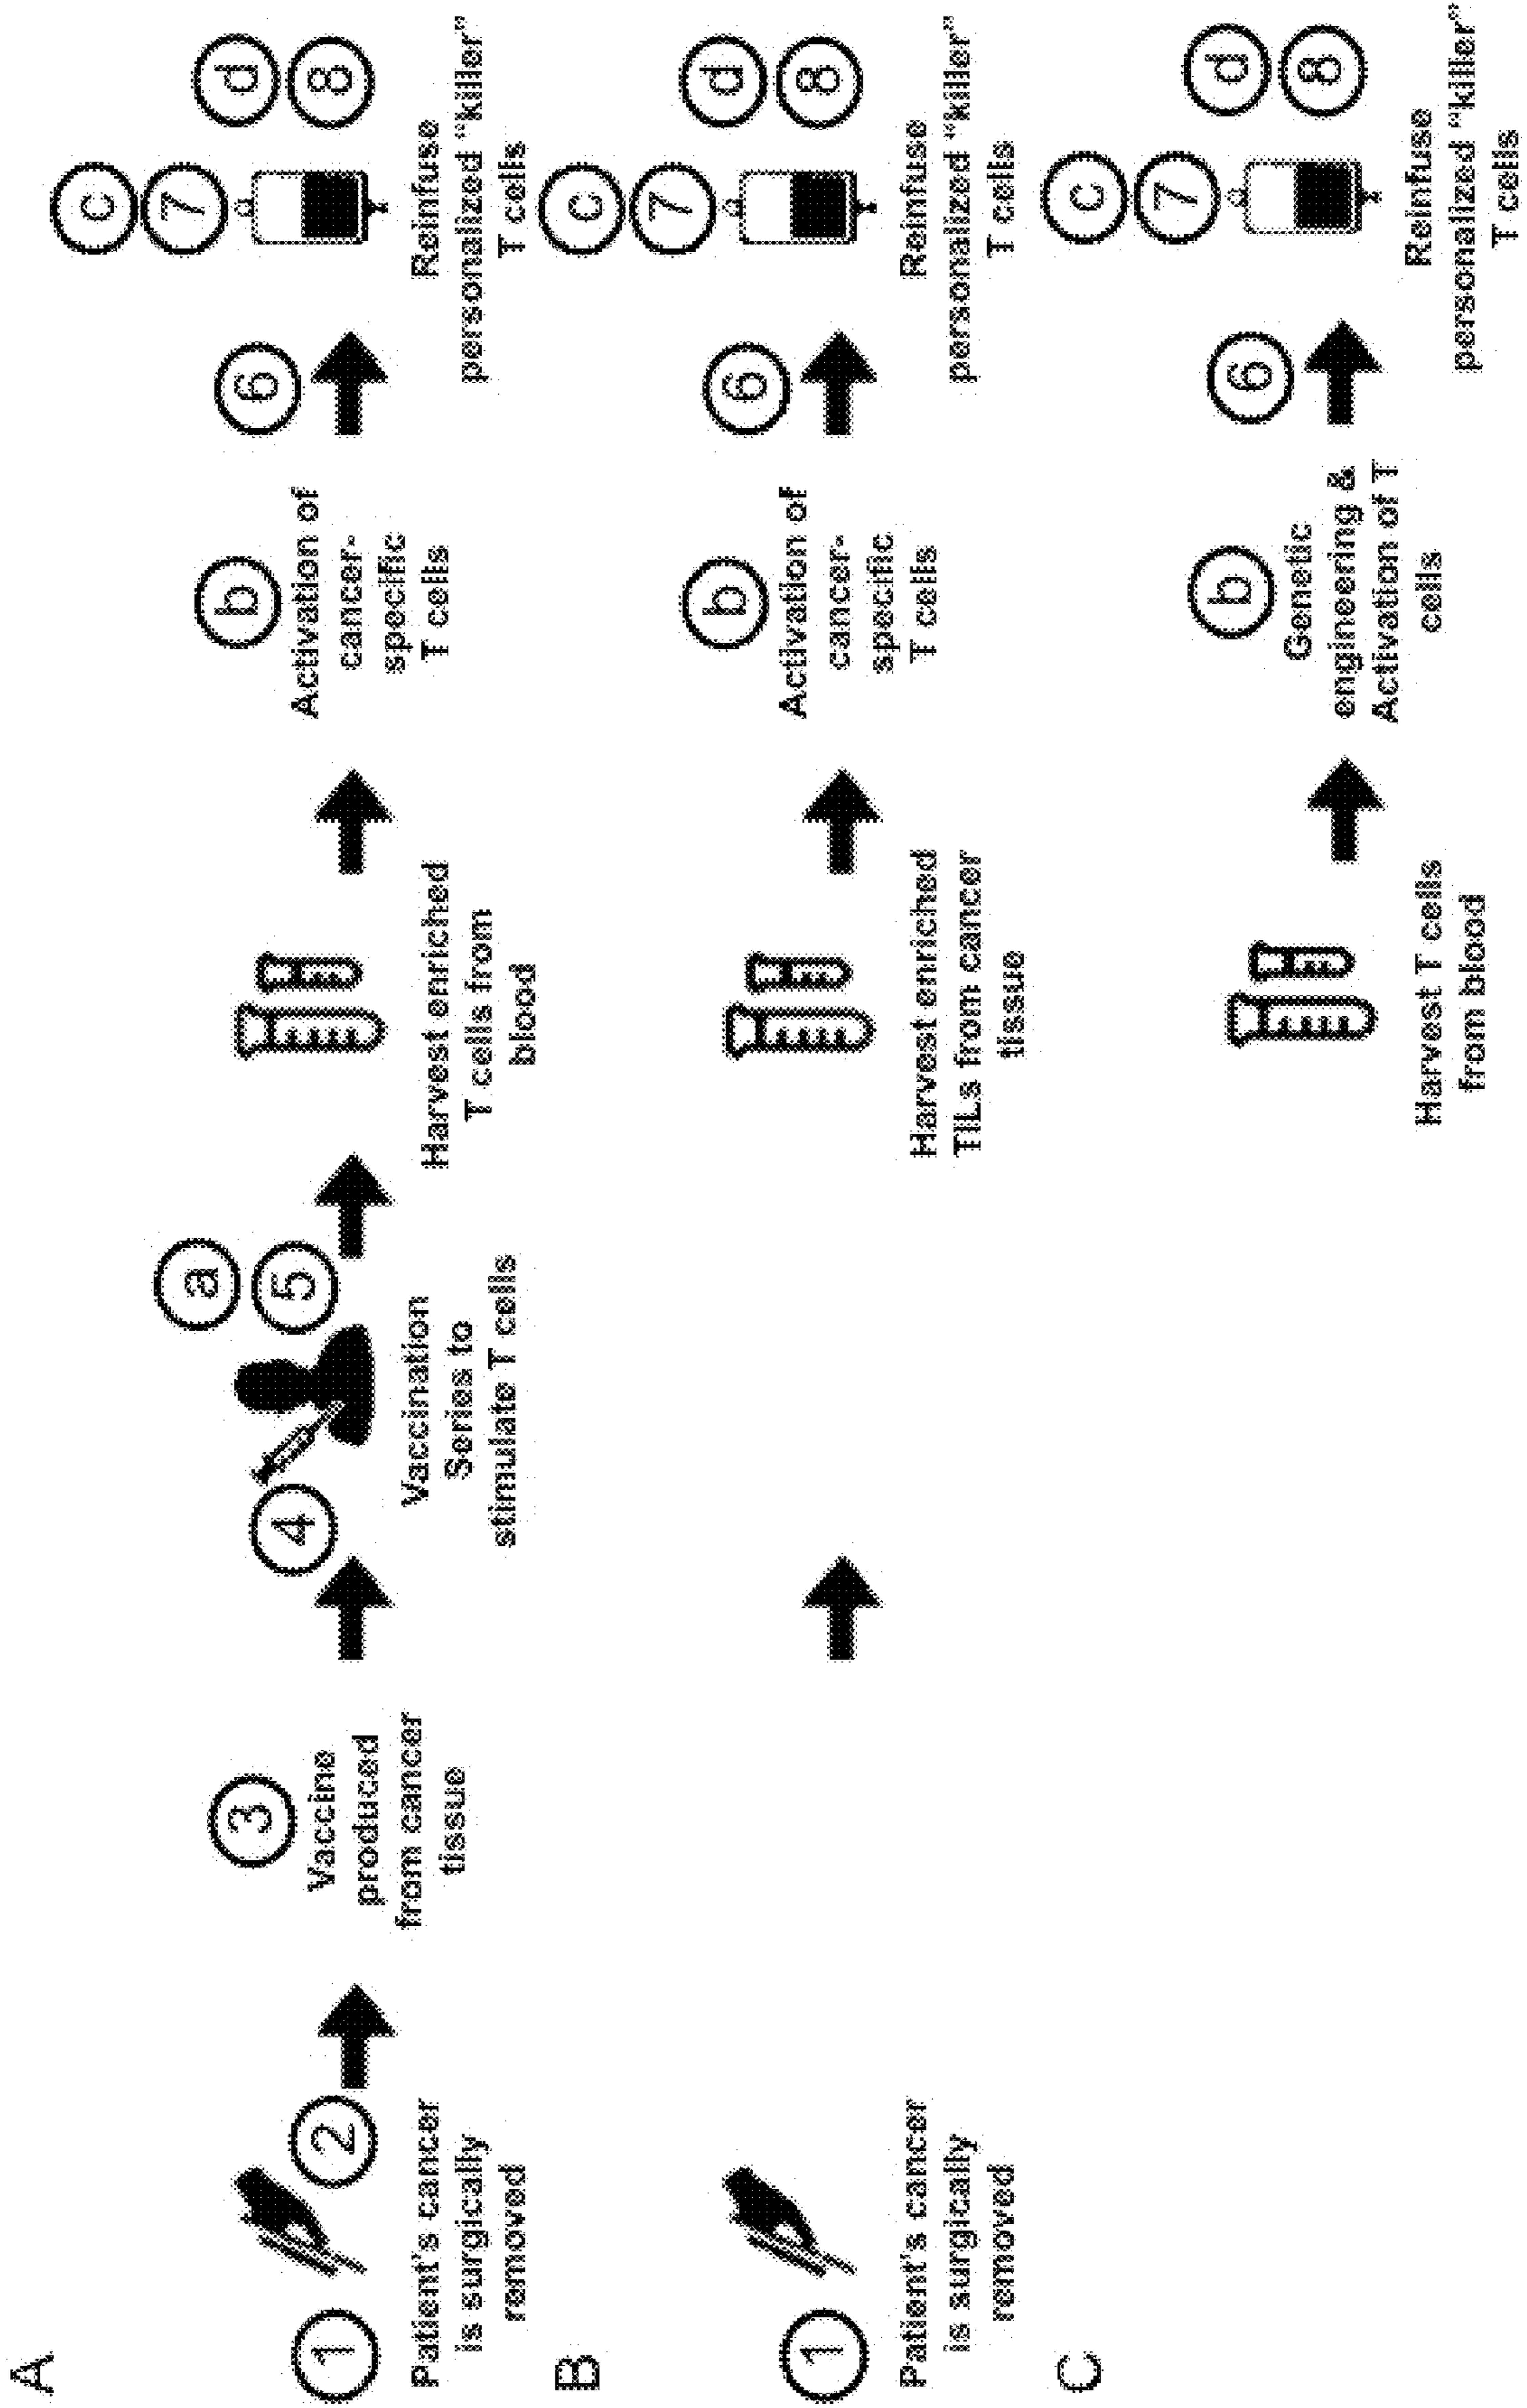 A
1
2
Patient's cancer
is surgically
removed
3
Vaccine
produced
from cancer
tissue
4
a
5
Vaccination
Series to
stimulate T cells
Harvest enriched
T cells from
blood
b
Activation of
cancer-
specific
T cells
6
c
7
d
8
Reinfuse
personalized "killer"
T cells
B
1
Patient's cancer
is surgically
removed
Harvest enriched
TILs from cancer
tissue
b
Activation of
cancer-
specific
T cells
6
c
7
d
8
Reinfuse
personalized "killer"
T cells
C
Harvest T cells
from blood
b
Genetic
engineering &
Activation of T
cells
6
c
7
d
8
Reinfuse
personalized "killer"
T cells